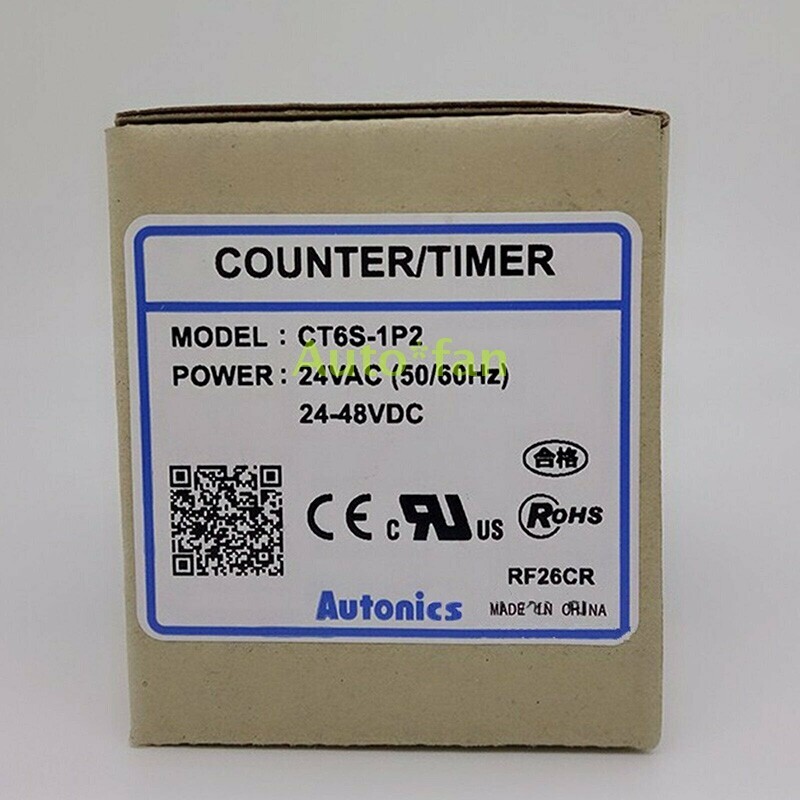 COUNTER/TIMER
MODEL : CT6S-1P2
Auto*fan
POWER : 24VAC (50/60Hz)
24-48VDC
合格
CE c RU US RoHS
RF26CR
Autonics MADE IN CHINA